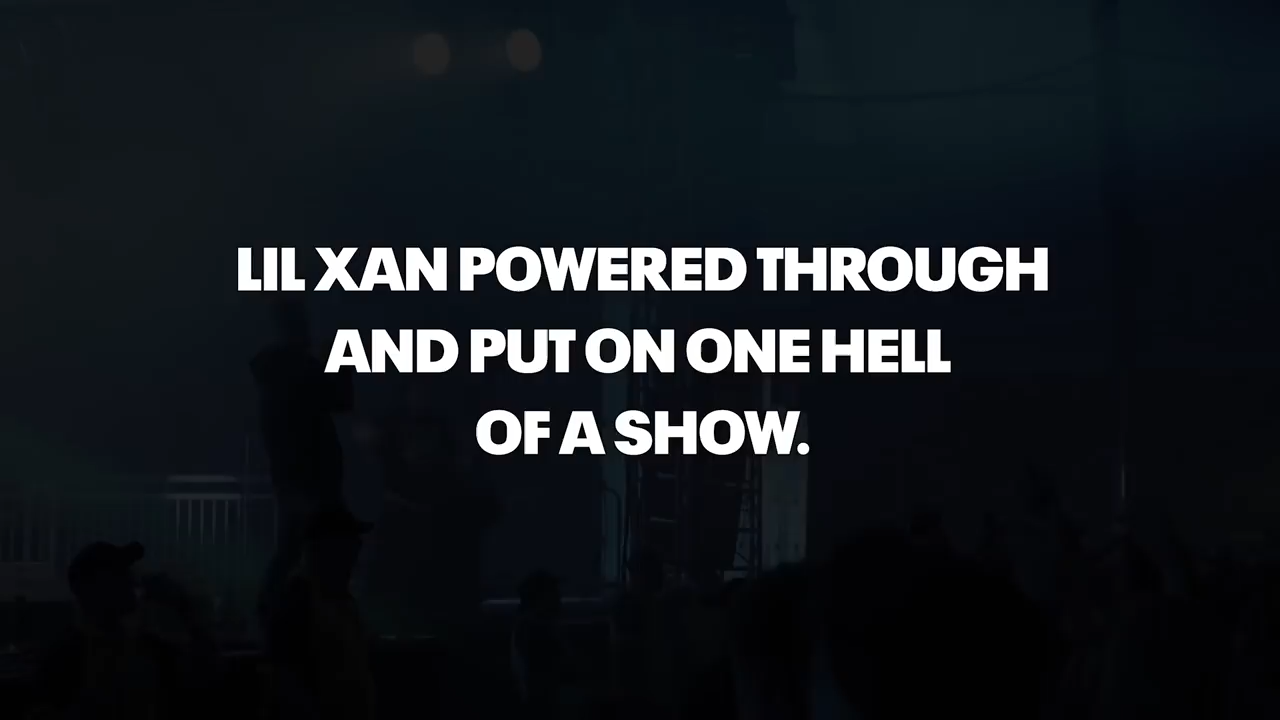 LIL XAN POWERED THROUGH
AND PUT ON ONE HELL
OF A SHOW.